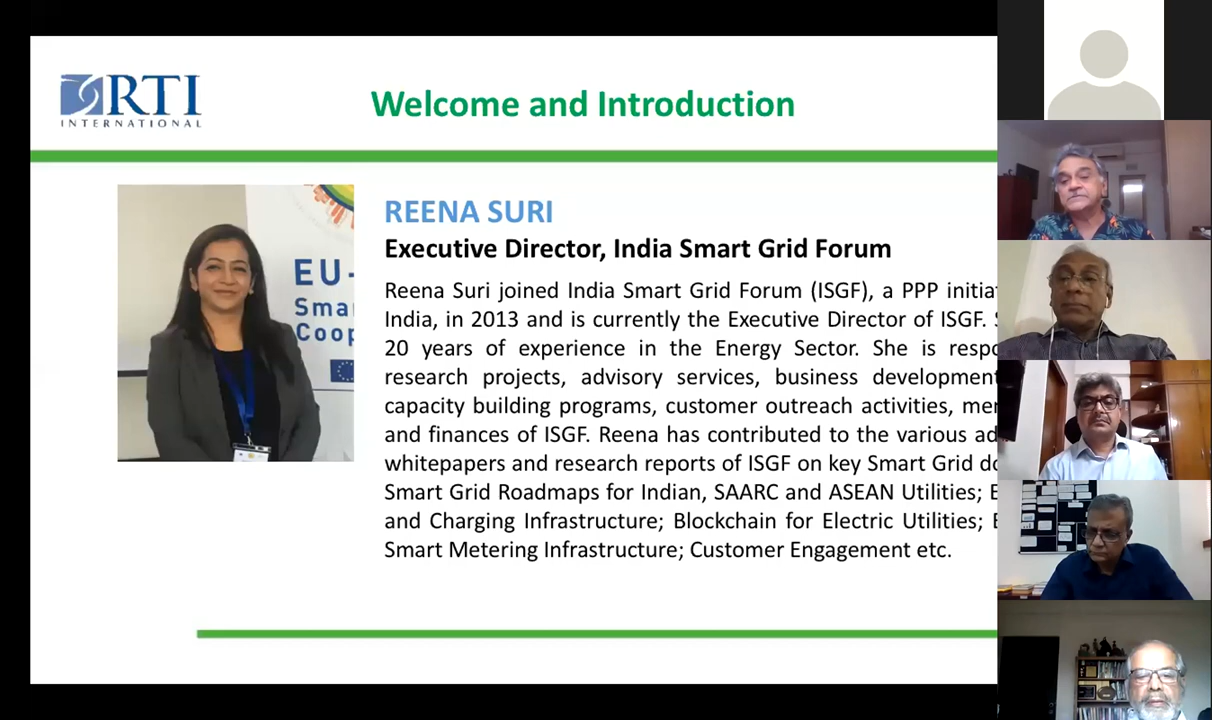 RTI
INTERNATIONAL
Welcome and Introduction
EU-
Smar
Coop
REENA SURI
Executive Director, India Smart Grid Forum
Reena Suri joined India Smart Grid Forum (ISGF), a PPP initia
India, in 2013 and is currently the Executive Director of ISGF. S
20 years of experience in the Energy Sector. She is respo
research projects, advisory services, business development
capacity building programs, customer outreach activities, mem
and finances of ISGF. Reena has contributed to the various ad
whitepapers and research reports of ISGF on key Smart Grid do
Smart Grid Roadmaps for Indian, SAARC and ASEAN Utilities; E
and Charging Infrastructure; Blockchain for Electric Utilities; E
Smart Metering Infrastructure; Customer Engagement etc.